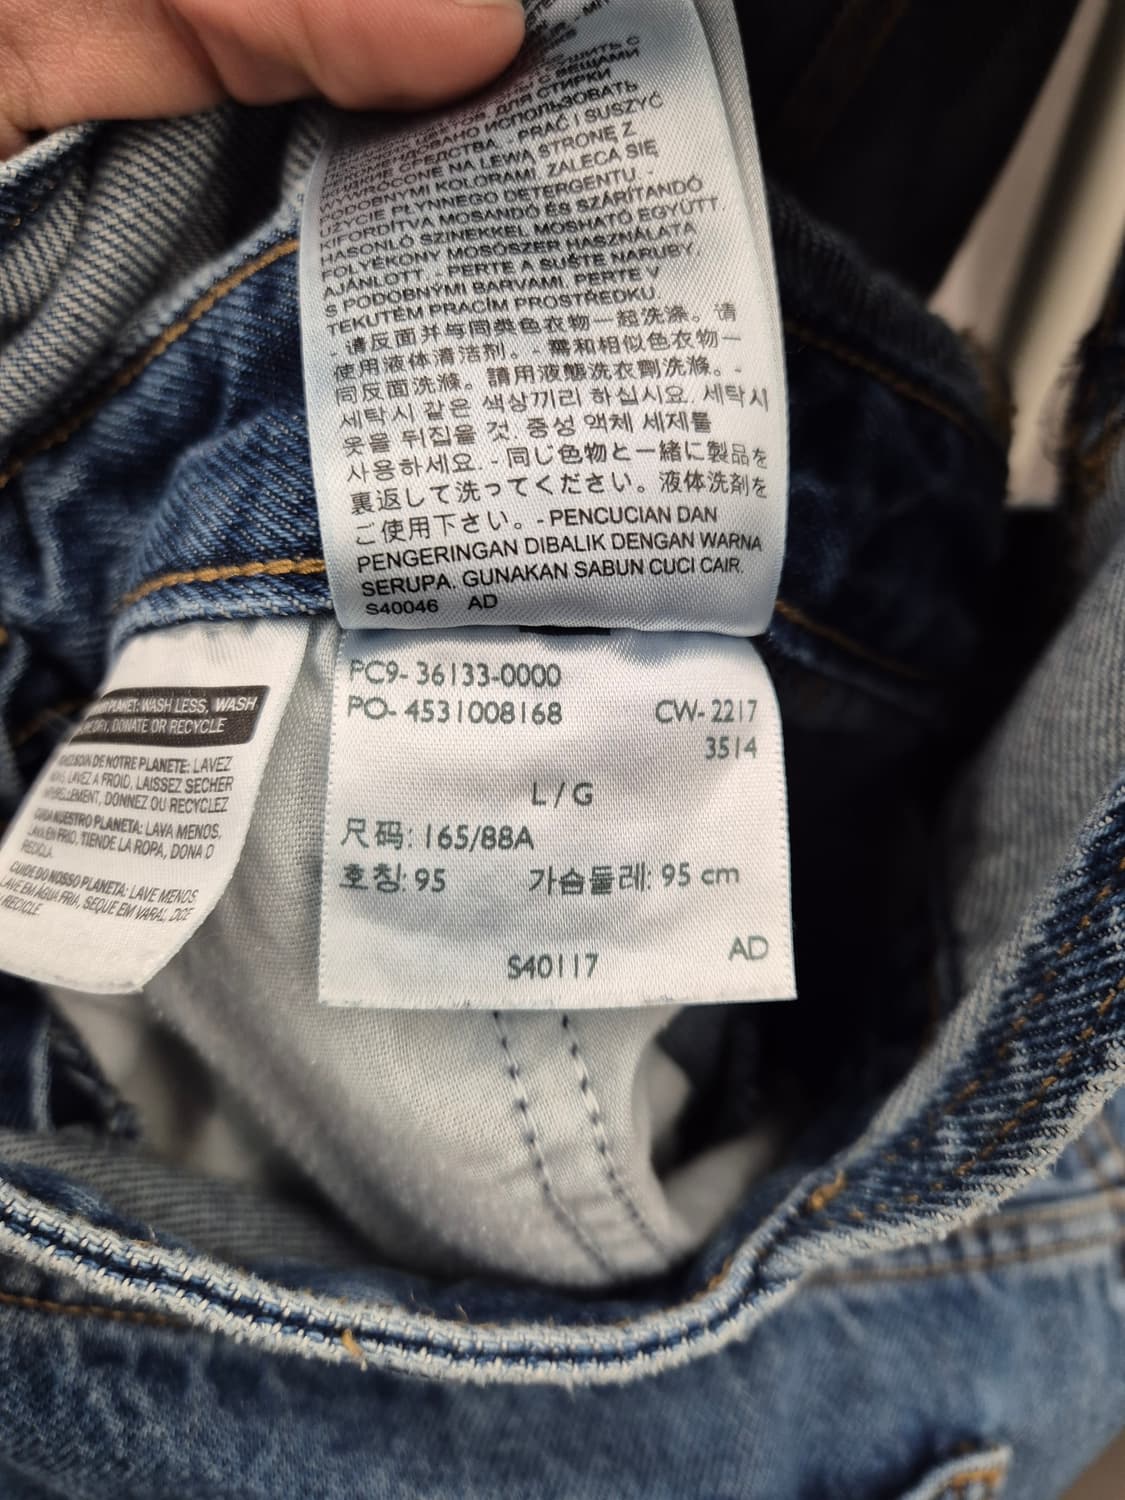 ШИТЬ С
С ВЕЩАМИ
ДЛЯ СТИРКИ
ИСПОЛЬЗОВАТЬ
СРЕДСТВА. - PRAĆ I SUSZYĆ
WYWRÓCONE NA LEWĄ STRONĘ Z
PODOBNYMI KOLORAMI. ZALECA SIĘ
UŻYCIE PŁYNNEGO DETERGENTU. -
KIFORDÍTVA MOSANDÓ ÉS SZÁRÍTANDÓ
HASONLÓ SZINEKKEL MOSHATÓ EGYÜTT
FOLYÉKONY MOSÓSZER HASZNÁLATA
AJÁNLOTT. - PERTE A SUŠTE NARUBY,
S PODOBNÝMI BARVAMI. PERTE V
TEKUTÉM PRACÍM PROSTŘEDKU.
- 请反面并与同类色衣物一起洗涤。请
使用液体清洁剂。- 需和相似色衣物一
同反面洗滌。請用液態洗衣劑洗滌。-
세탁시 같은 색상끼리 하십시요. 세탁시
옷을 뒤집을 것. 중성 액체 세제를
사용하세요. - 同じ色物と一緒に製品を
裏返して洗ってください。液体洗剤を
ご使用下さい。- PENCUCIAN DAN
PENGERINGAN DIBALIK DENGAN WARNA
SERUPA. GUNAKAN SABUN CUCI CAIR.
S40046 AD
PC9- 36133-0000
PO- 4531008168 CW- 2217
3514
L / G
尺码: 165/88A
호칭: 95 가슴둘레: 95 cm
S40117 AD
PLANET: WASH LESS, WASH
DRY, DONATE OR RECYCLE
SOIN DE NOTRE PLANETE: LAVEZ
LAVEZ A FROID, LAISSEZ SECHER
DONNEZ OU RECYCLEZ
NUESTRO PLANETA: LAVA MENOS,
LAVA EN FRIO, TIENDE LA ROPA, DONA O
RECICLA.
CUIDE DO NOSSO PLANETA: LAVE MENOS
LAVE EM AGUA FRIA, SEQUE EM VARAL, DOE
RECICLE.